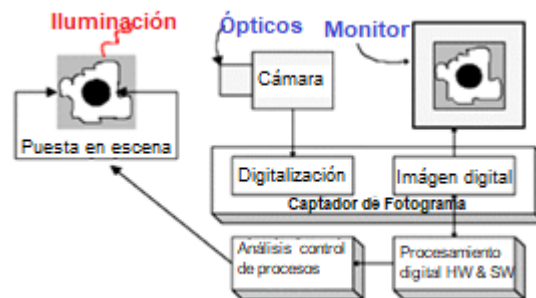 Iluminación
Ópticos
Monitor
Cámara
Puesta en escena
Digitalización
Imágen digital
Captador de Fotograma
Análisis control
de procesos
Procesamiento
digital HW & SW